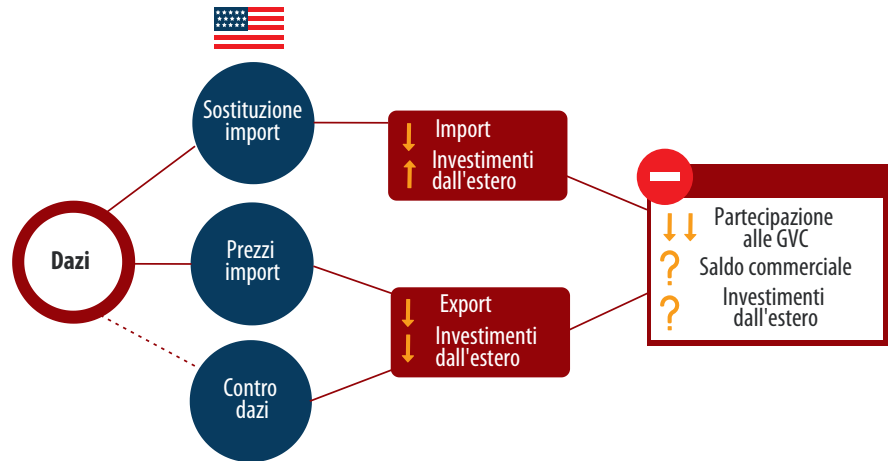 Sostituzione
import
Import
Investimenti
dall'estero
Dazi
Prezzi
import
Partecipazione
alle GVC
Saldo commerciale
Investimenti
dall'estero
Export
Investimenti
dall'estero
Contro
dazi